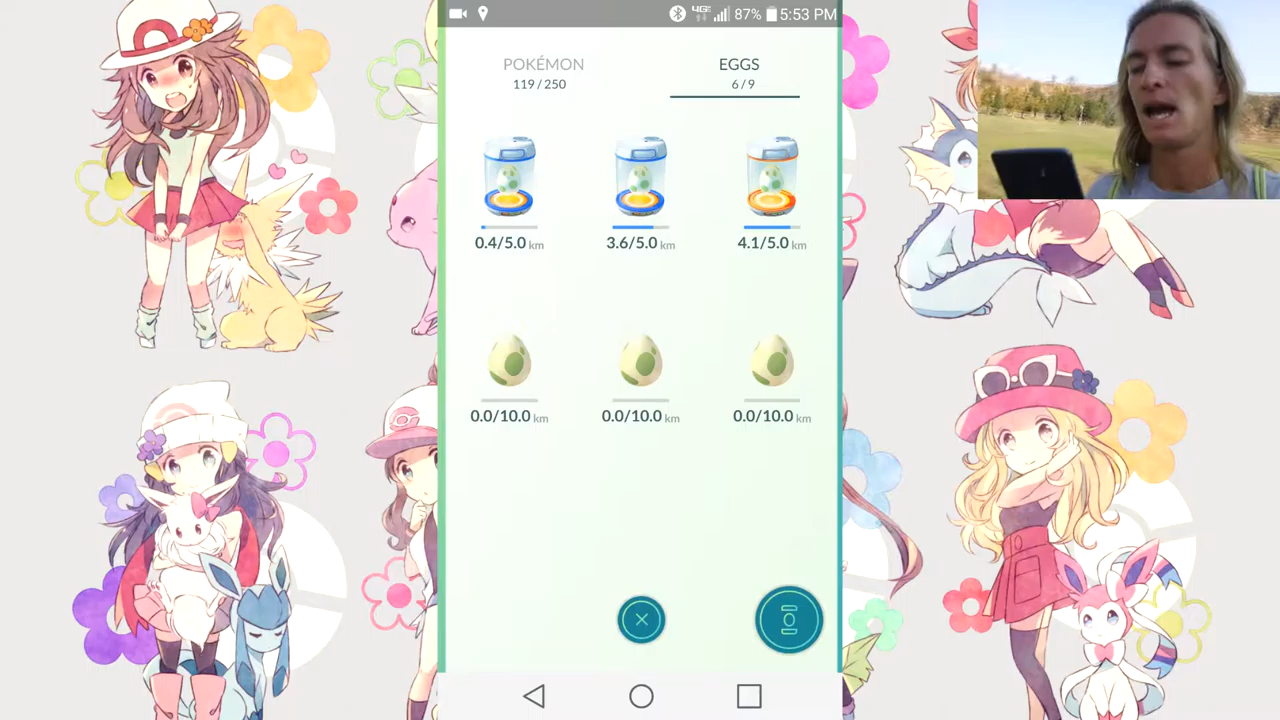 4GE 87% 5:53 PM
POKÉMON EGGS
119 / 250 6 / 9
0.4/5.0 km 3.6/5.0 km 4.1/5.0 km
0.0/10.0 km 0.0/10.0 km 0.0/10.0 km